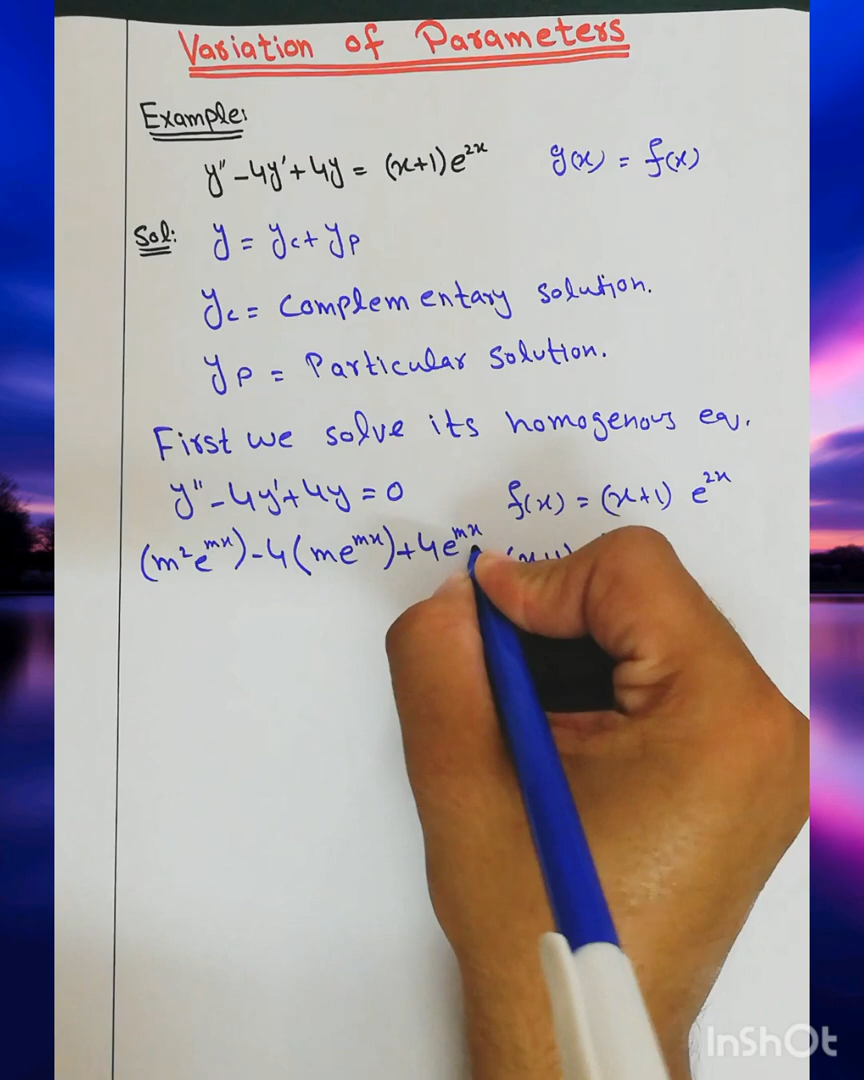 Variation of Parameters
Example:
y'' - 4y' + 4y = (x+1) e^2x g(x) = f(x)
Sol: y = yc + yp
yc = Complementary solution.
yp = Particular solution.
First we solve its homogenous eq.
y'' - 4y' + 4y = 0 f(x) = (x+1) e^2x
(m²e^mx) - 4(me^mx) + 4e^mx
InShOt